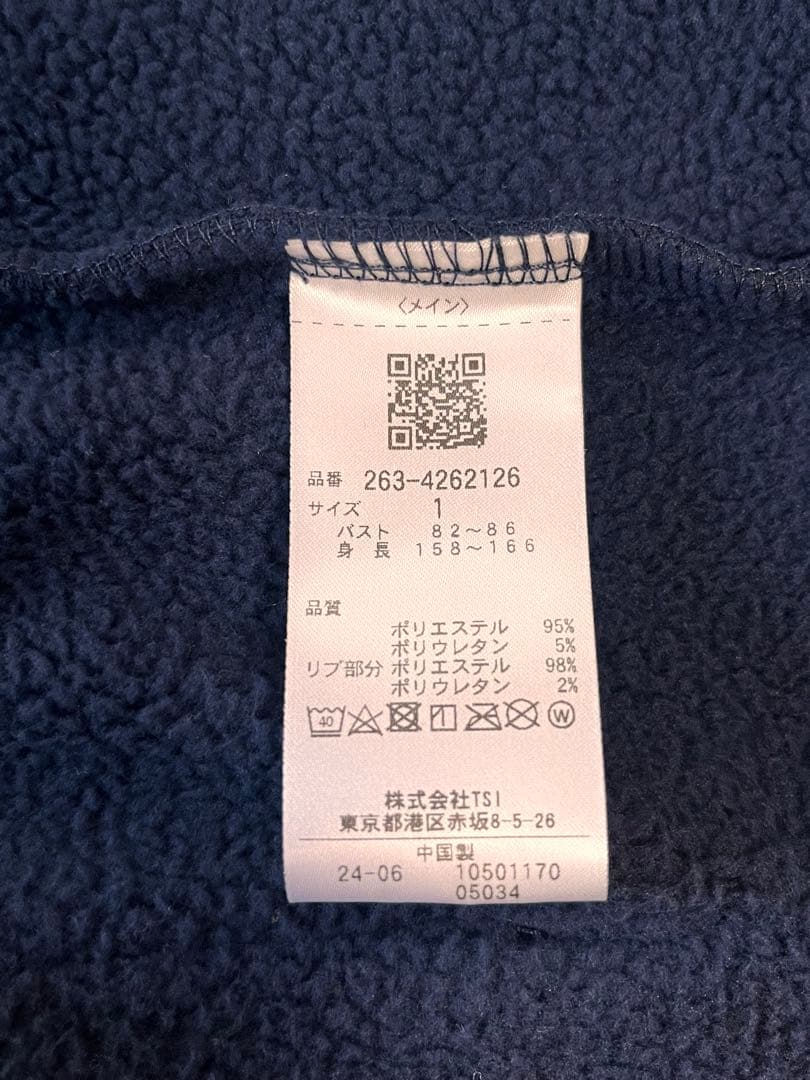 〈メイン〉
品番 263-4262126
サイズ 1
バスト 82~86
身長 158~166
品質
ポリエステル 95%
ポリウレタン 5%
リブ部分 ポリエステル 98%
ポリウレタン 2%
40 W
株式会社TSI
東京都港区赤坂8-5-26
中国製
24-06 10501170
05034